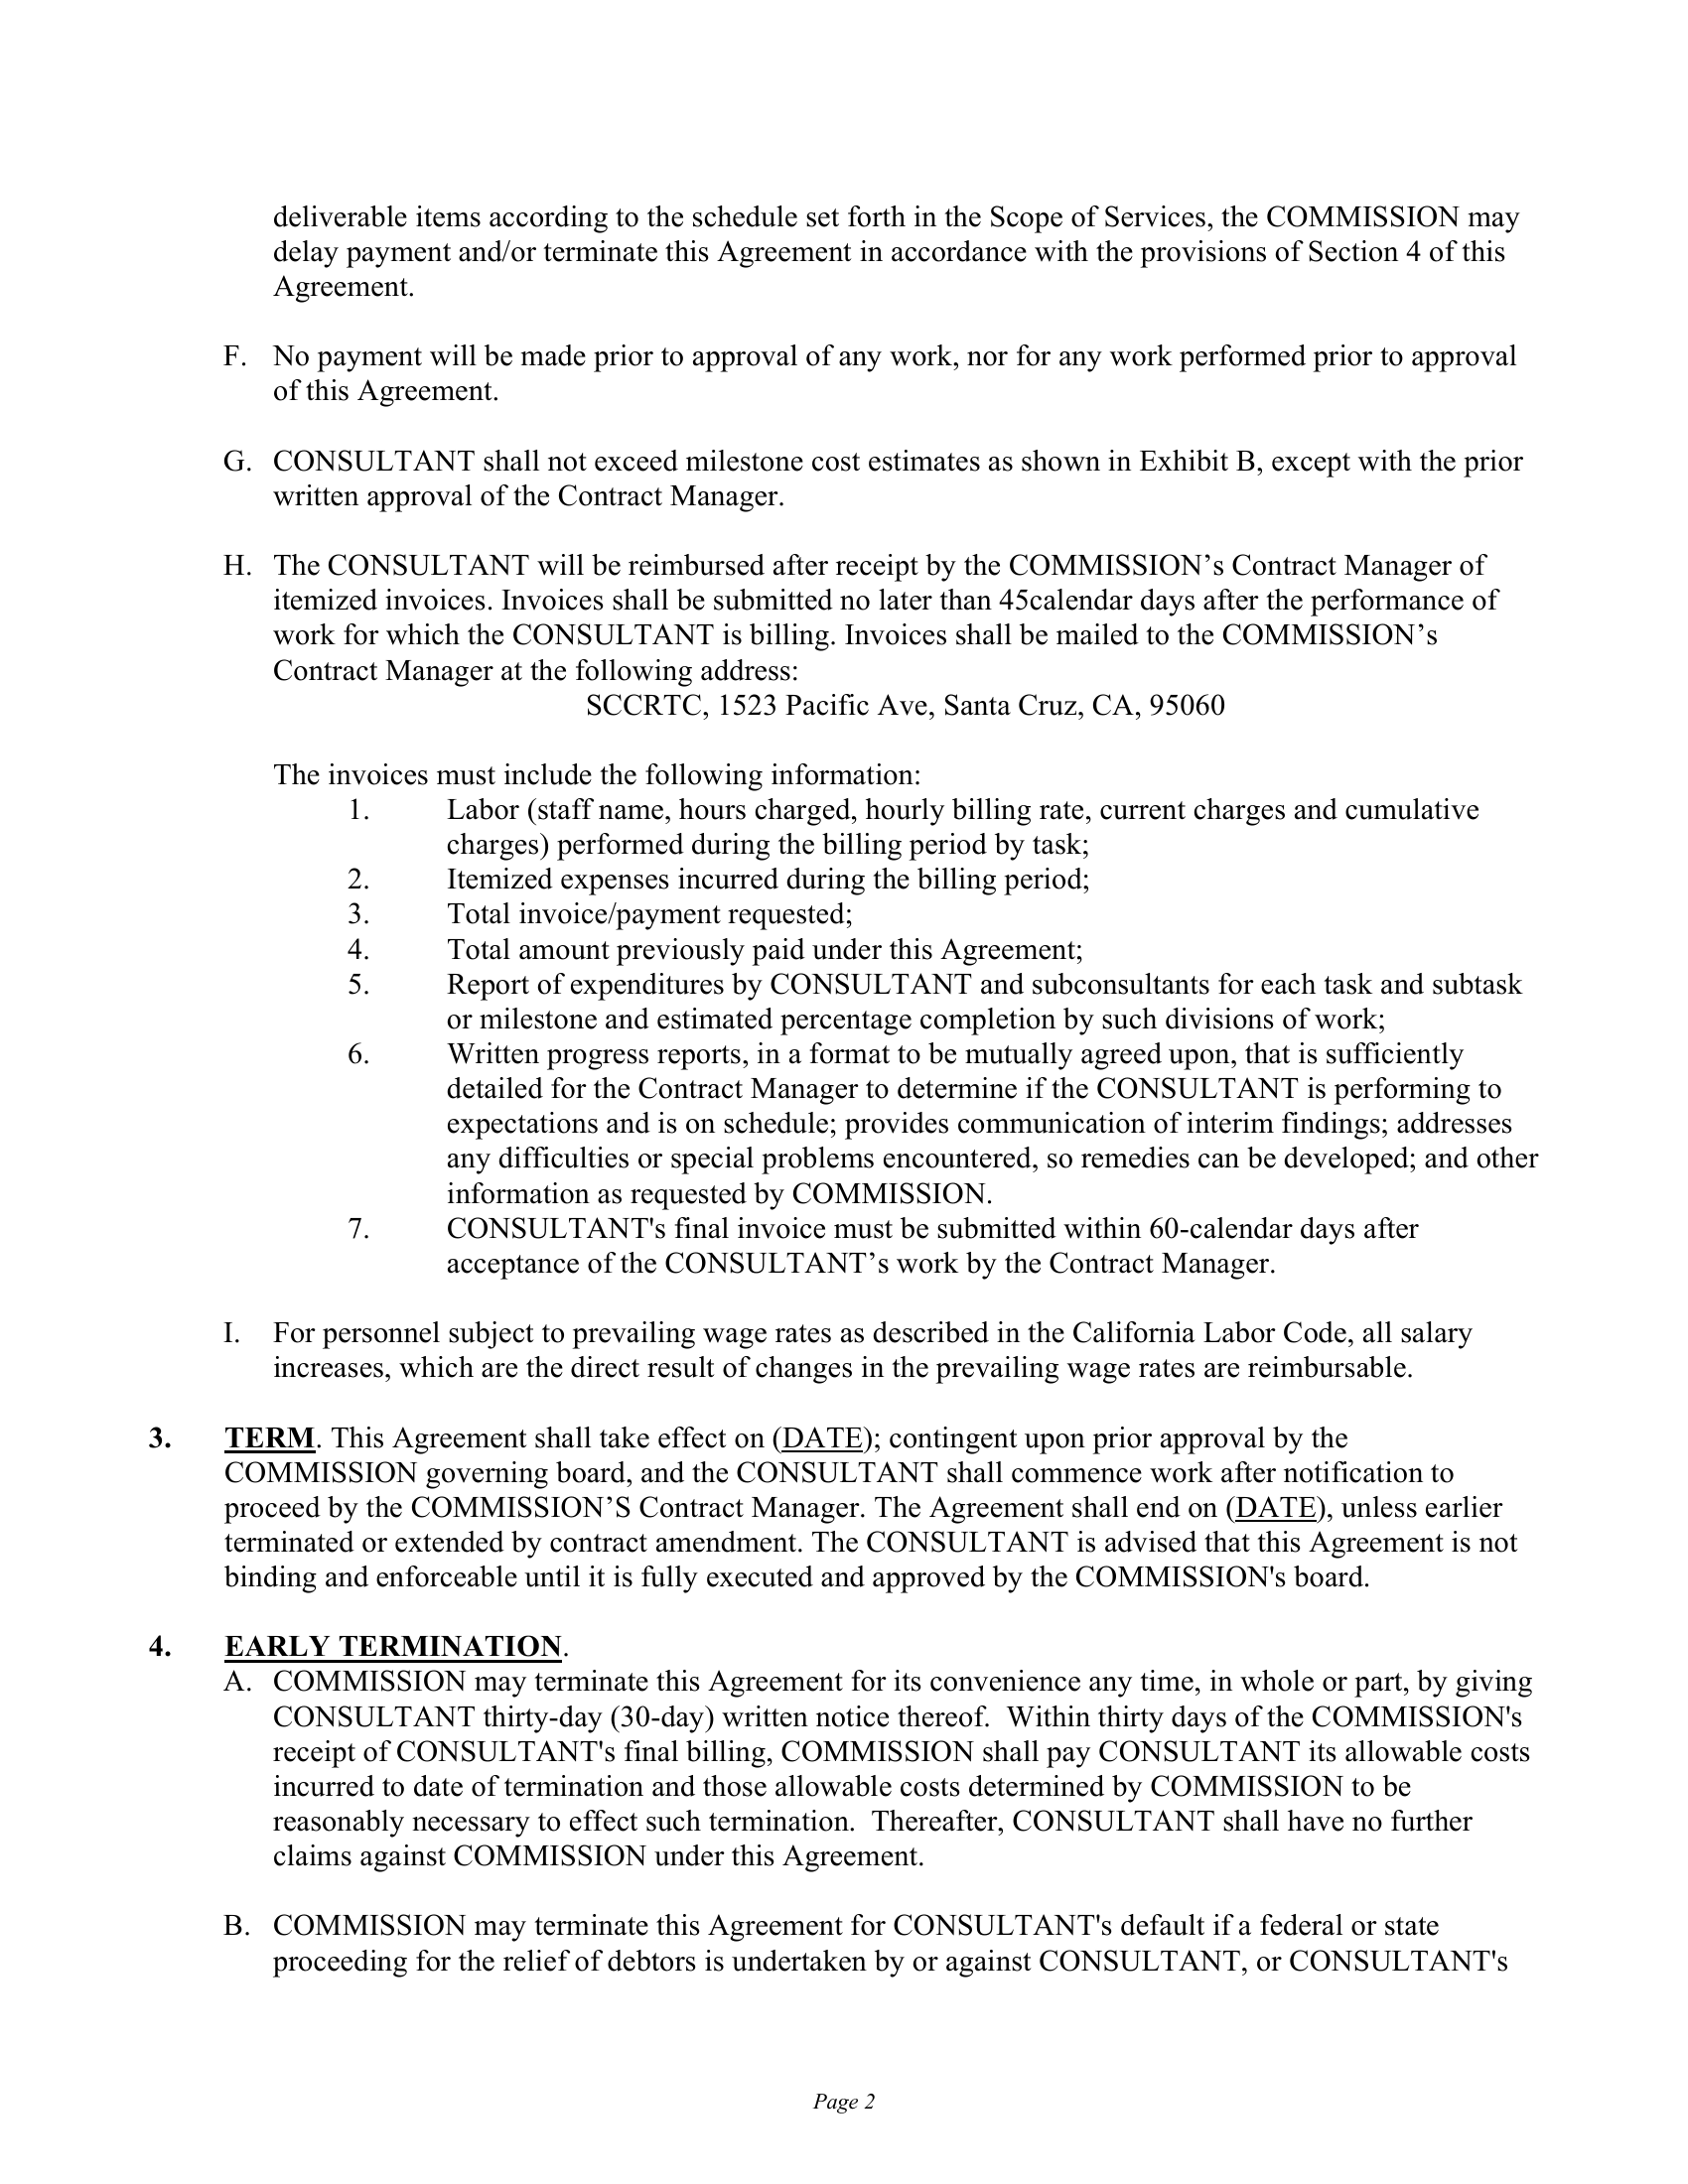 deliverable items according to the schedule set forth in the Scope of Services, the COMMISSION may
delay payment and/or terminate this Agreement in accordance with the provisions of Section 4 of this
Agreement.
F. No payment will be made prior to approval of any work, nor for any work performed prior to approval
of this Agreement.
G. CONSULTANT shall not exceed milestone cost estimates as shown in Exhibit B, except with the prior
written approval of the Contract Manager.
H. The CONSULTANT will be reimbursed after receipt by the COMMISSION’s Contract Manager of
itemized invoices. Invoices shall be submitted no later than 45calendar days after the performance of
work for which the CONSULTANT is billing. Invoices shall be mailed to the COMMISSION’s
Contract Manager at the following address:
SCCRTC, 1523 Pacific Ave, Santa Cruz, CA, 95060
The invoices must include the following information:
1. Labor (staff name, hours charged, hourly billing rate, current charges and cumulative
charges) performed during the billing period by task;
2. Itemized expenses incurred during the billing period;
3. Total invoice/payment requested;
4. Total amount previously paid under this Agreement;
5. Report of expenditures by CONSULTANT and subconsultants for each task and subtask
or milestone and estimated percentage completion by such divisions of work;
6. Written progress reports, in a format to be mutually agreed upon, that is sufficiently
detailed for the Contract Manager to determine if the CONSULTANT is performing to
expectations and is on schedule; provides communication of interim findings; addresses
any difficulties or special problems encountered, so remedies can be developed; and other
information as requested by COMMISSION.
7. CONSULTANT's final invoice must be submitted within 60-calendar days after
acceptance of the CONSULTANT’s work by the Contract Manager.
I. For personnel subject to prevailing wage rates as described in the California Labor Code, all salary
increases, which are the direct result of changes in the prevailing wage rates are reimbursable.
3. TERM. This Agreement shall take effect on (DATE); contingent upon prior approval by the
COMMISSION governing board, and the CONSULTANT shall commence work after notification to
proceed by the COMMISSION’S Contract Manager. The Agreement shall end on (DATE), unless earlier
terminated or extended by contract amendment. The CONSULTANT is advised that this Agreement is not
binding and enforceable until it is fully executed and approved by the COMMISSION's board.
4. EARLY TERMINATION.
A. COMMISSION may terminate this Agreement for its convenience any time, in whole or part, by giving
CONSULTANT thirty-day (30-day) written notice thereof.  Within thirty days of the COMMISSION's
receipt of CONSULTANT's final billing, COMMISSION shall pay CONSULTANT its allowable costs
incurred to date of termination and those allowable costs determined by COMMISSION to be
reasonably necessary to effect such termination.  Thereafter, CONSULTANT shall have no further
claims against COMMISSION under this Agreement.
B. COMMISSION may terminate this Agreement for CONSULTANT's default if a federal or state
proceeding for the relief of debtors is undertaken by or against CONSULTANT, or CONSULTANT's
Page 2